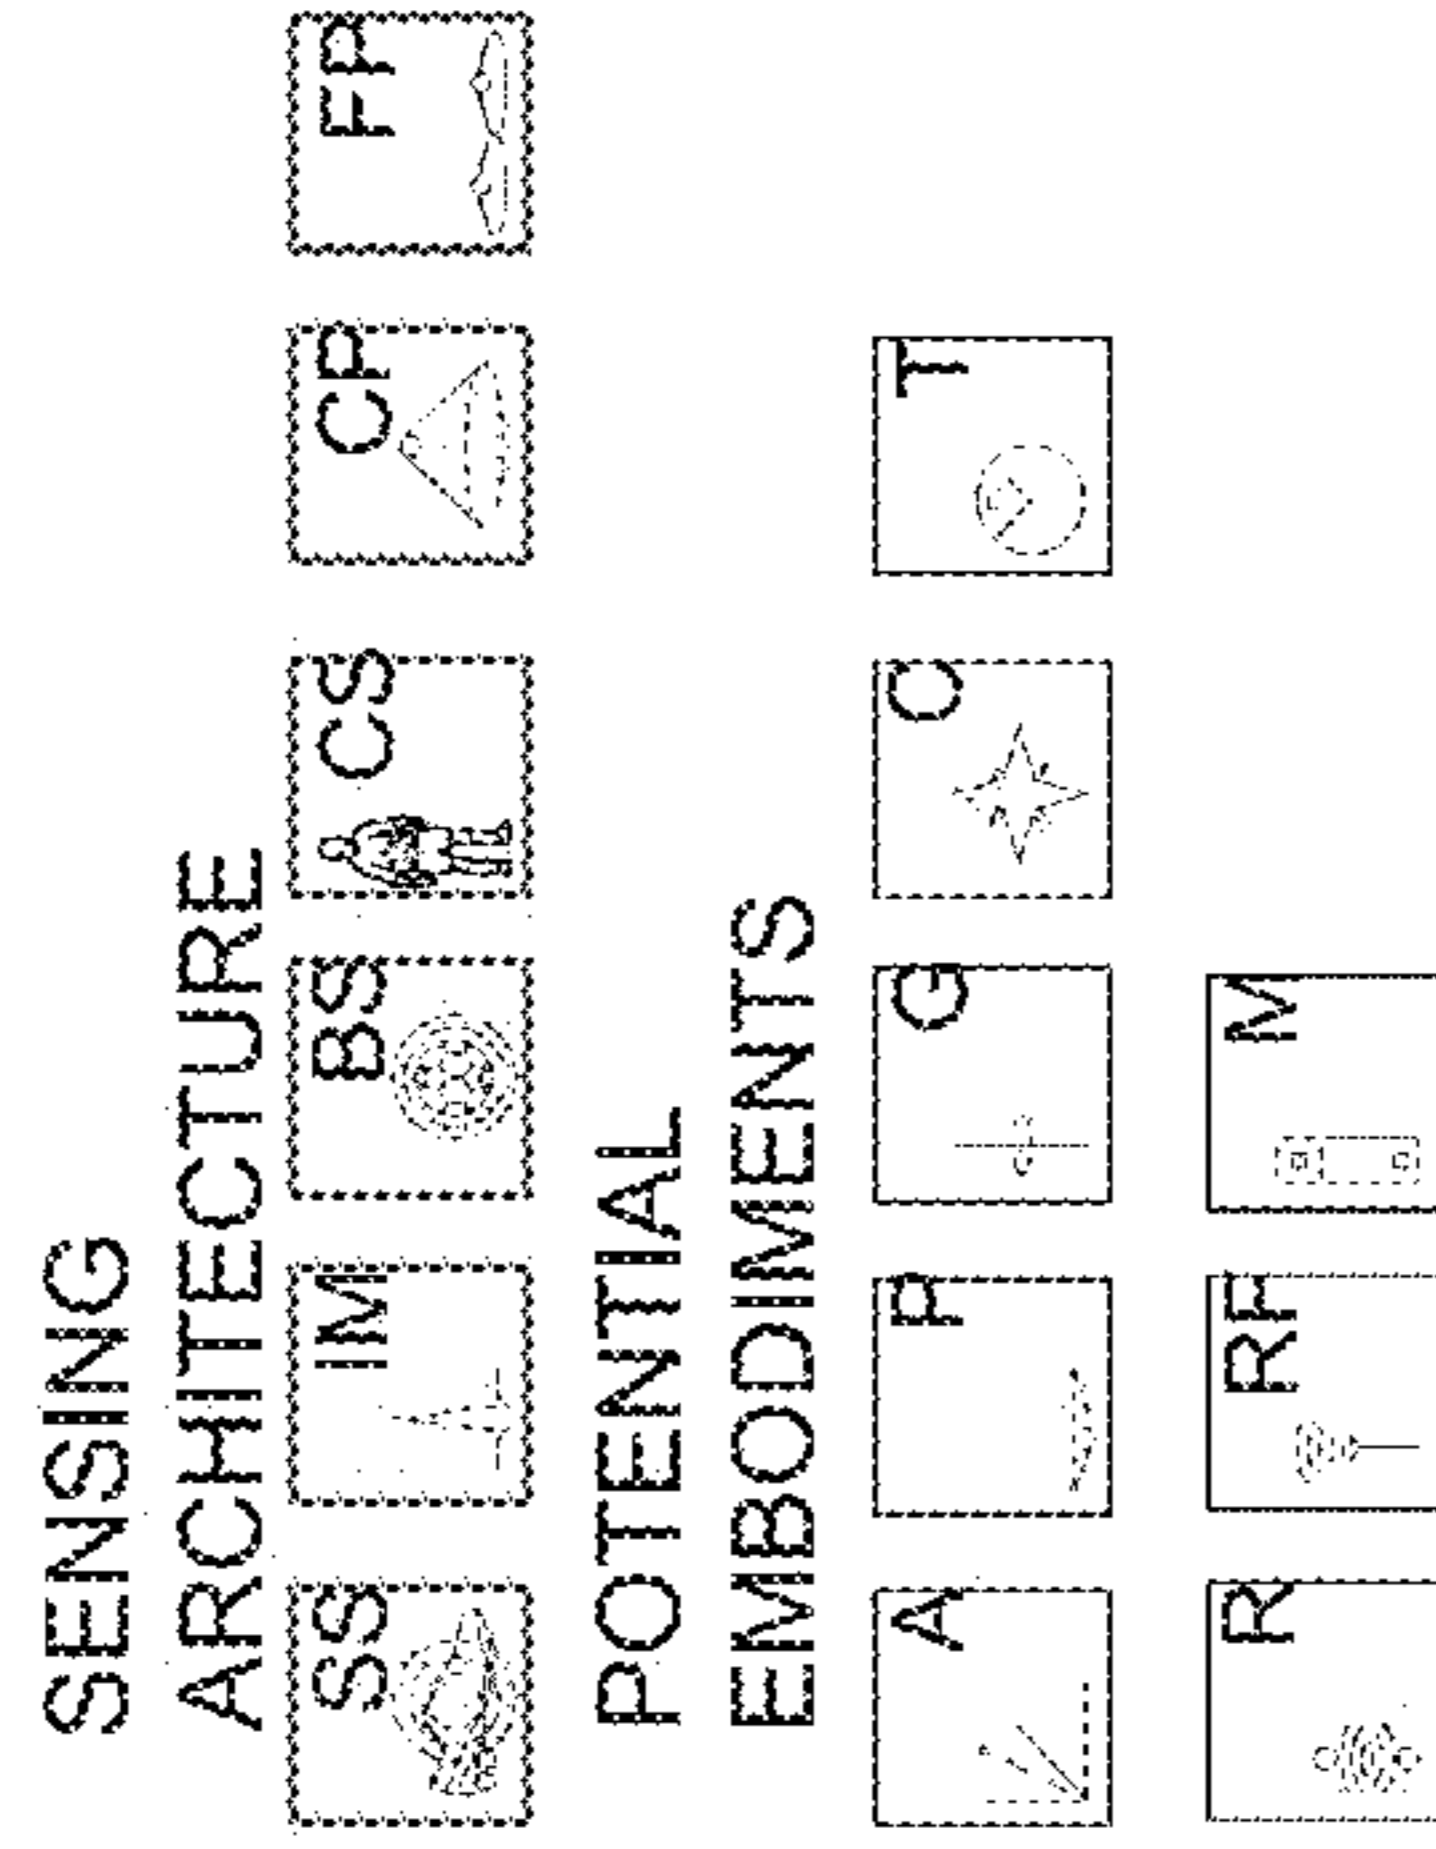 SENSING
ARCHITECTURE
SS IM BS CS CP FP
POTENTIAL
EMBODIMENTS
A P G C T
R RF M